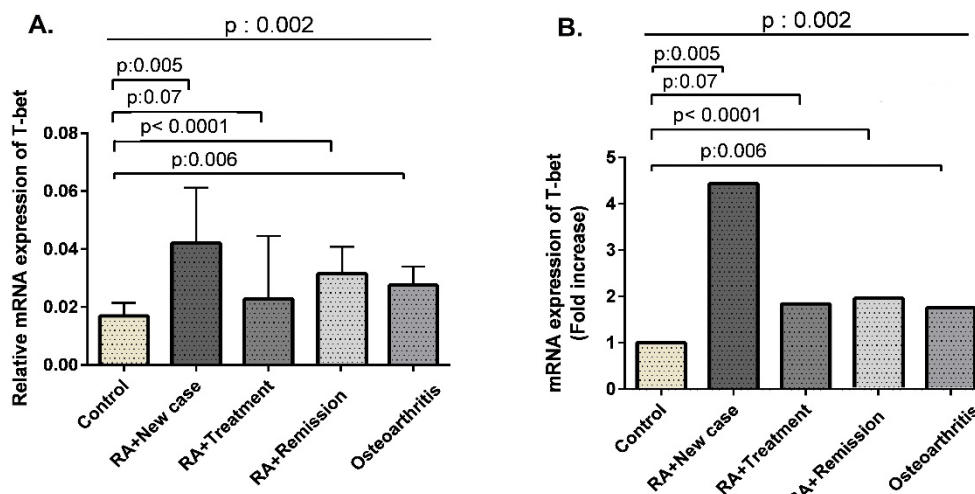 A.
p : 0.002
p:0.005
p:0.07
p< 0.0001
p:0.006
Relative mRNA expression of T-bet
0.08
0.06
0.04
0.02
0.00
Control
RA+New case
RA+Treatment
RA+Remission
Osteoarthritis
B.
p : 0.002
p:0.005
p:0.07
p< 0.0001
p:0.006
mRNA expression of T-bet
(Fold increase)
5
4
3
2
1
0
Control
RA+New case
RA+Treatment
RA+Remission
Osteoarthritis